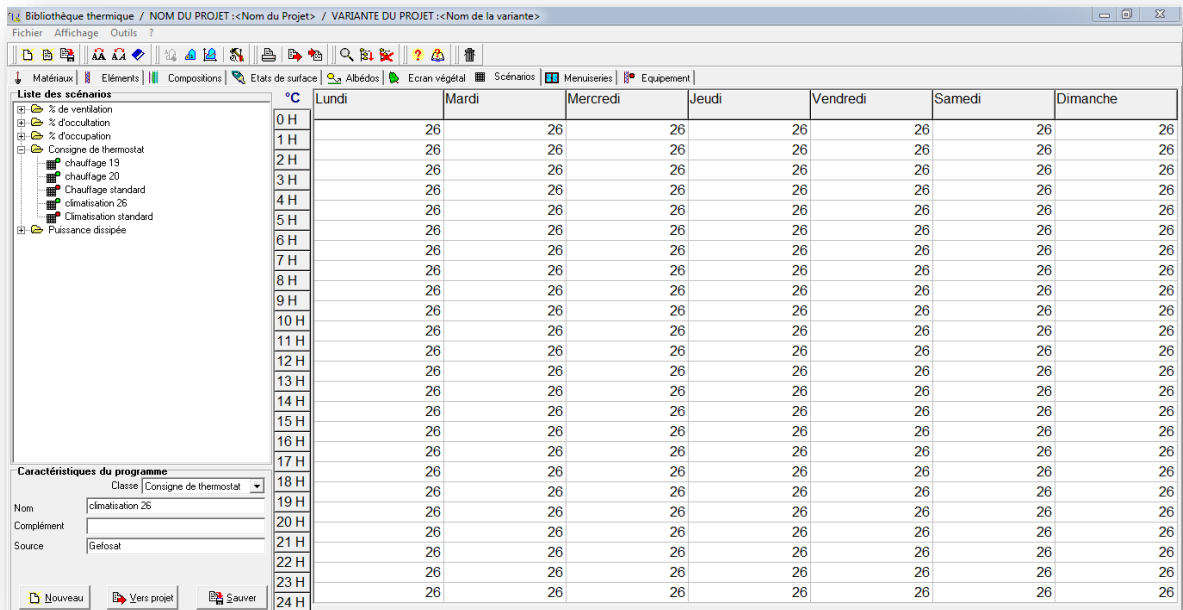 Bibliothèque thermique / NOM DU PROJET :<Nom du Projet> / VARIANTE DU PROJET :<Nom de la variante>
Fichier Affichage Outils ?
Matériaux Eléments Compositions Etats de surface Albédos Ecran végétal Scénarios Menuiseries Equipement
Liste des scénarios
% de ventilation
% d'occultation
% d'occupation
Consigne de thermostat
chauffage 19
chauffage 20
Chauffage standard
climatisation 26
Climatisation standard
Puissance dissipée
Caractéristiques du programme
Classe Consigne de thermostat
Nom climatisation 26
Complément
Source Gefosat
Nouveau Vers projet Sauver
°C Lundi Mardi Mercredi Jeudi Vendredi Samedi Dimanche
0 H
26 26 26 26 26 26 26
1 H
26 26 26 26 26 26 26
2 H
26 26 26 26 26 26 26
3 H
26 26 26 26 26 26 26
4 H
26 26 26 26 26 26 26
5 H
26 26 26 26 26 26 26
6 H
26 26 26 26 26 26 26
7 H
26 26 26 26 26 26 26
8 H
26 26 26 26 26 26 26
9 H
26 26 26 26 26 26 26
10 H
26 26 26 26 26 26 26
11 H
26 26 26 26 26 26 26
12 H
26 26 26 26 26 26 26
13 H
26 26 26 26 26 26 26
14 H
26 26 26 26 26 26 26
15 H
26 26 26 26 26 26 26
16 H
26 26 26 26 26 26 26
17 H
26 26 26 26 26 26 26
18 H
26 26 26 26 26 26 26
19 H
26 26 26 26 26 26 26
20 H
26 26 26 26 26 26 26
21 H
26 26 26 26 26 26 26
22 H
26 26 26 26 26 26 26
23 H
26 26 26 26 26 26 26
24 H